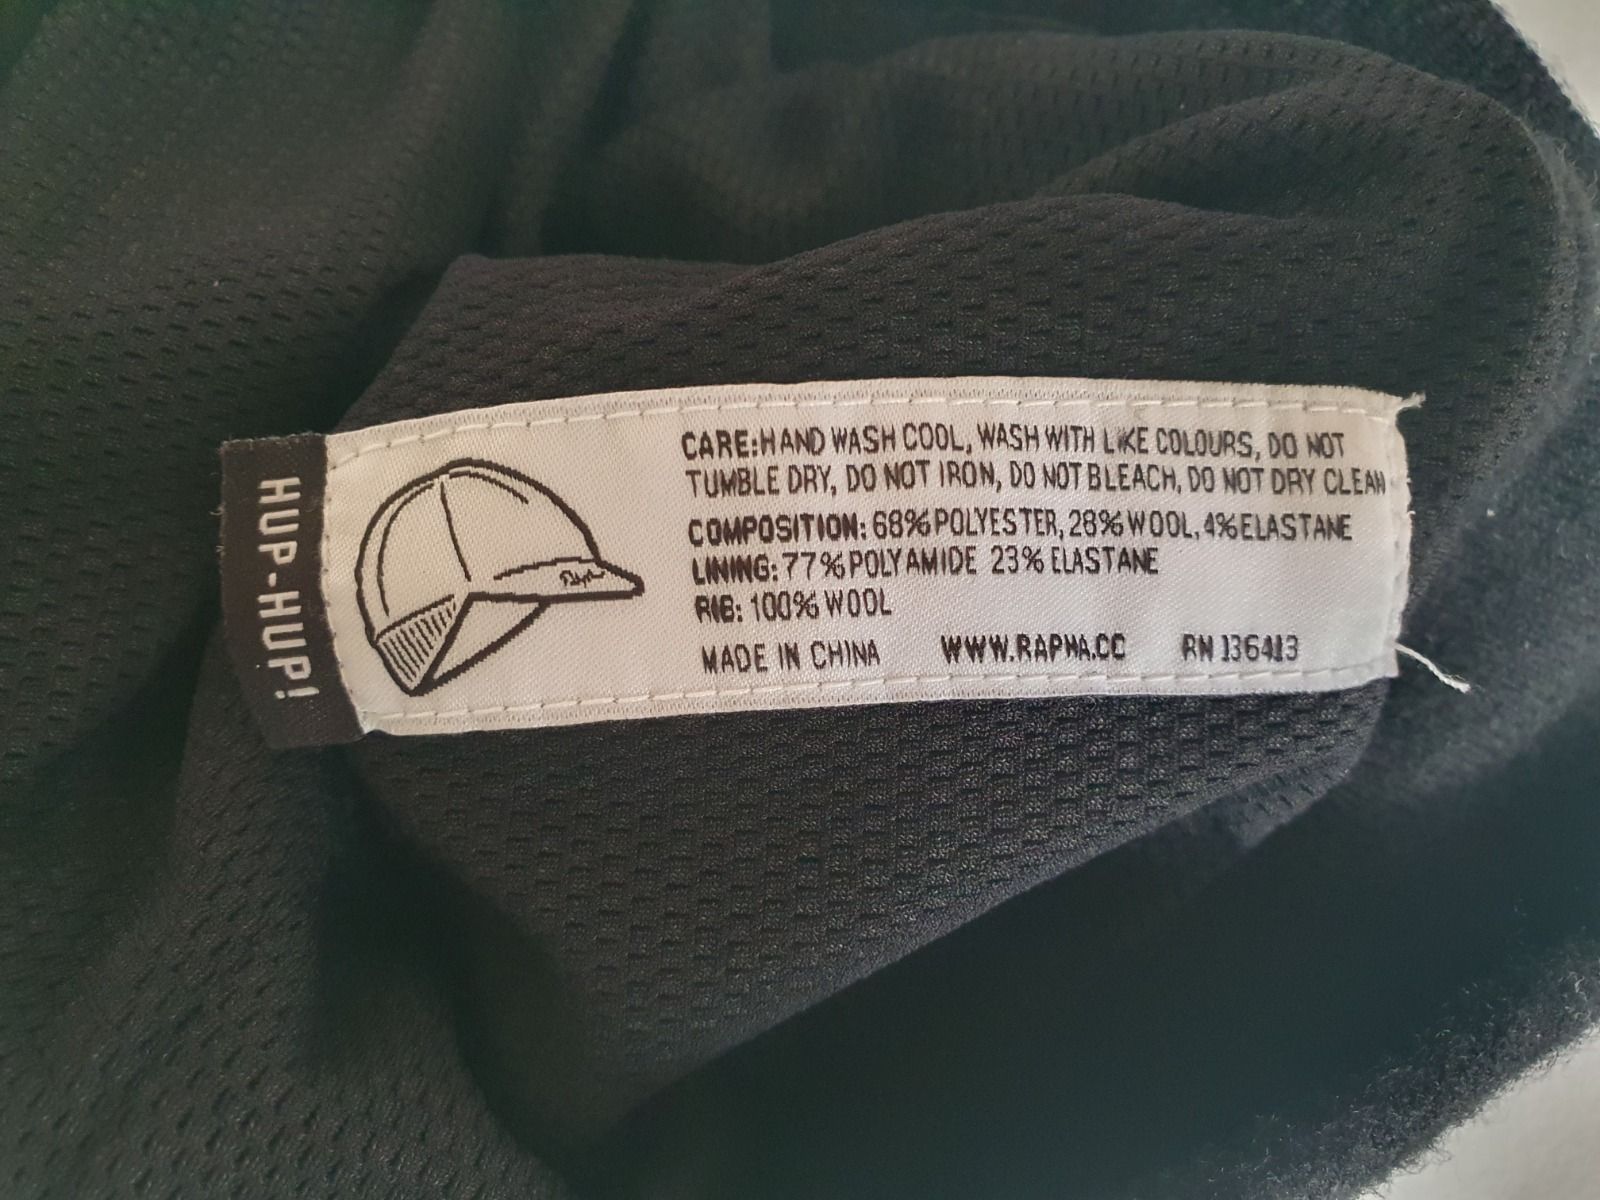 HUP-HUP!
CARE:HAND WASH COOL, WASH WITH LIKE COLOURS, DO NOT
TUMBLE DRY, DO NOT IRON, DO NOT BLEACH, DO NOT DRY CLEAN
COMPOSITION: 68% POLYESTER, 28% WOOL, 4% ELASTANE
LINING: 77% POLYAMIDE 23% ELASTANE
RIB: 100% WOOL
MADE IN CHINA WWW.RAPHA.CC RN 136413
Rapha